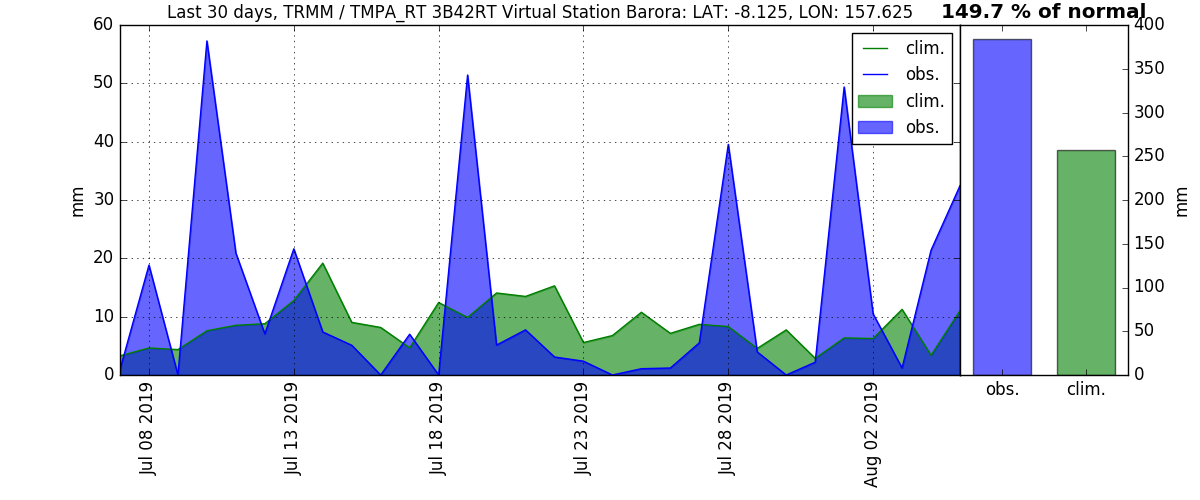 Last 30 days, TRMM / TMPA_RT 3B42RT Virtual Station Barora: LAT: -8.125, LON: 157.625
149.7 % of normal
60
50
40
30
20
10
0
mm
clim.
obs.
clim.
obs.
400
350
300
250
200
150
100
50
0
mm
obs.
clim.
Jul 08 2019
Jul 13 2019
Jul 18 2019
Jul 23 2019
Jul 28 2019
Aug 02 2019